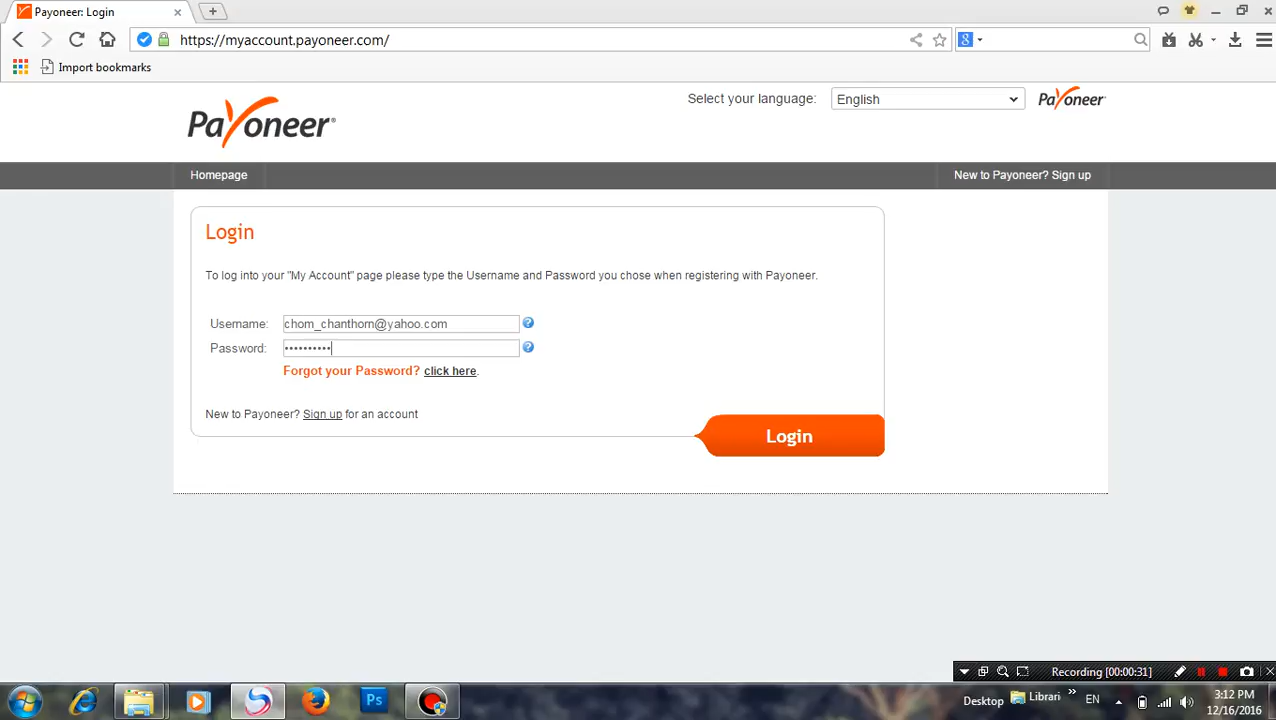 Payoneer: Login
https://myaccount.payoneer.com/
Import bookmarks
Payoneer
Select your language: English
Payoneer
Homepage
New to Payoneer? Sign up
Login
To log into your "My Account" page please type the Username and Password you chose when registering with Payoneer.
Username: chom_chanthorn@yahoo.com
Password: ••••••••••
Forgot your Password? click here.
New to Payoneer? Sign up for an account
Login
Recording [00:00:31]
Ps
Desktop
Librari
EN
3:12 PM
12/16/2016